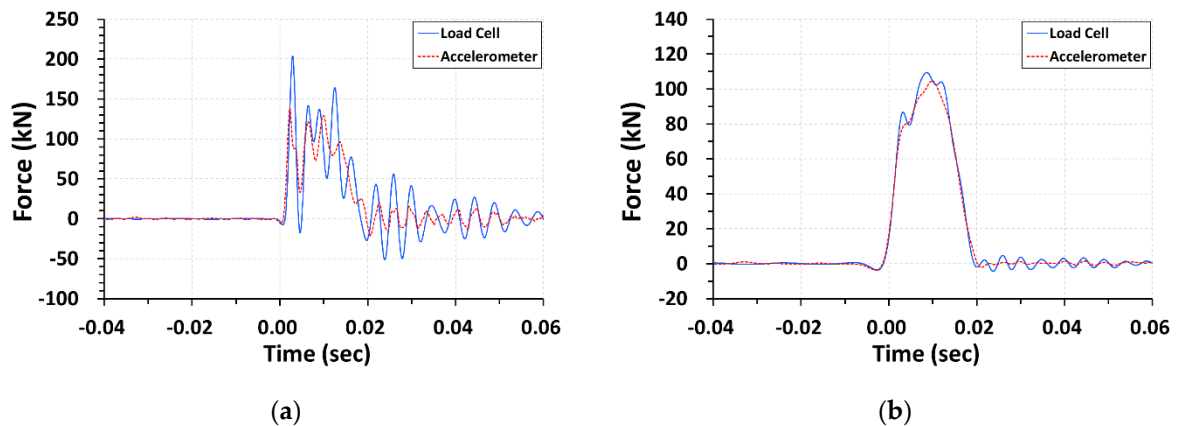 250
200
150
100
50
0
-50
-100
Force (kN)
-0.04 -0.02 0.00 0.02 0.04 0.06
Time (sec)
Load Cell
Accelerometer
(a)
140
120
100
80
60
40
20
0
-20
Force (kN)
-0.04 -0.02 0.00 0.02 0.04 0.06
Time (sec)
Load Cell
Accelerometer
(b)